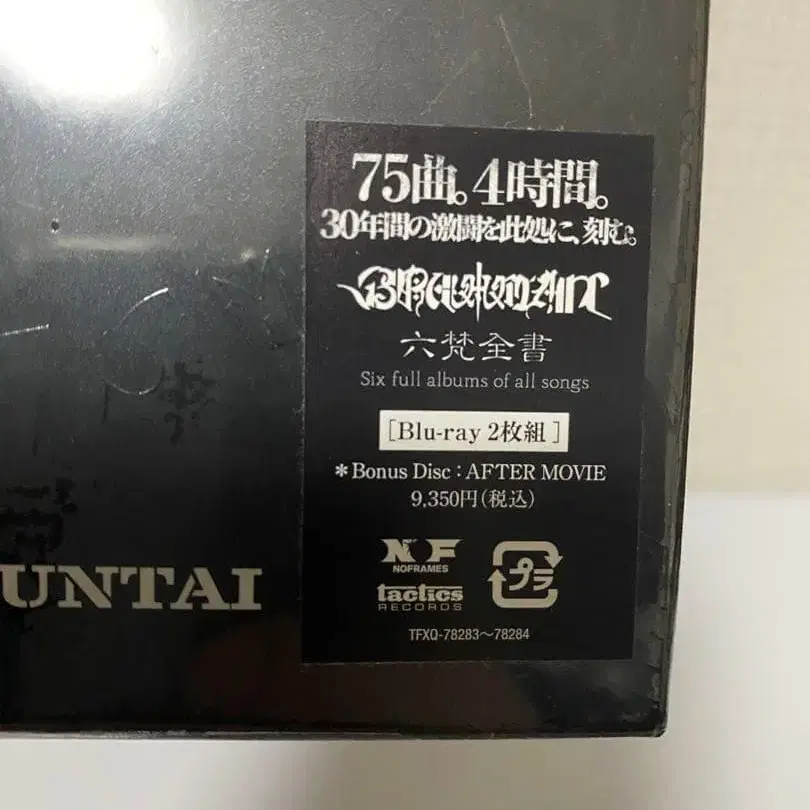 75曲。4時間。
30年間の激闘を此処に、刻む。
BRAHMAN
六梵全書
Six full albums of all songs
[Blu-ray 2枚組]
*Bonus Disc : AFTER MOVIE
9,350円(税込)
NOF
NOFRAMES
tactics
RECORDS
プラ
TFXQ-78283〜78284
UNTAI